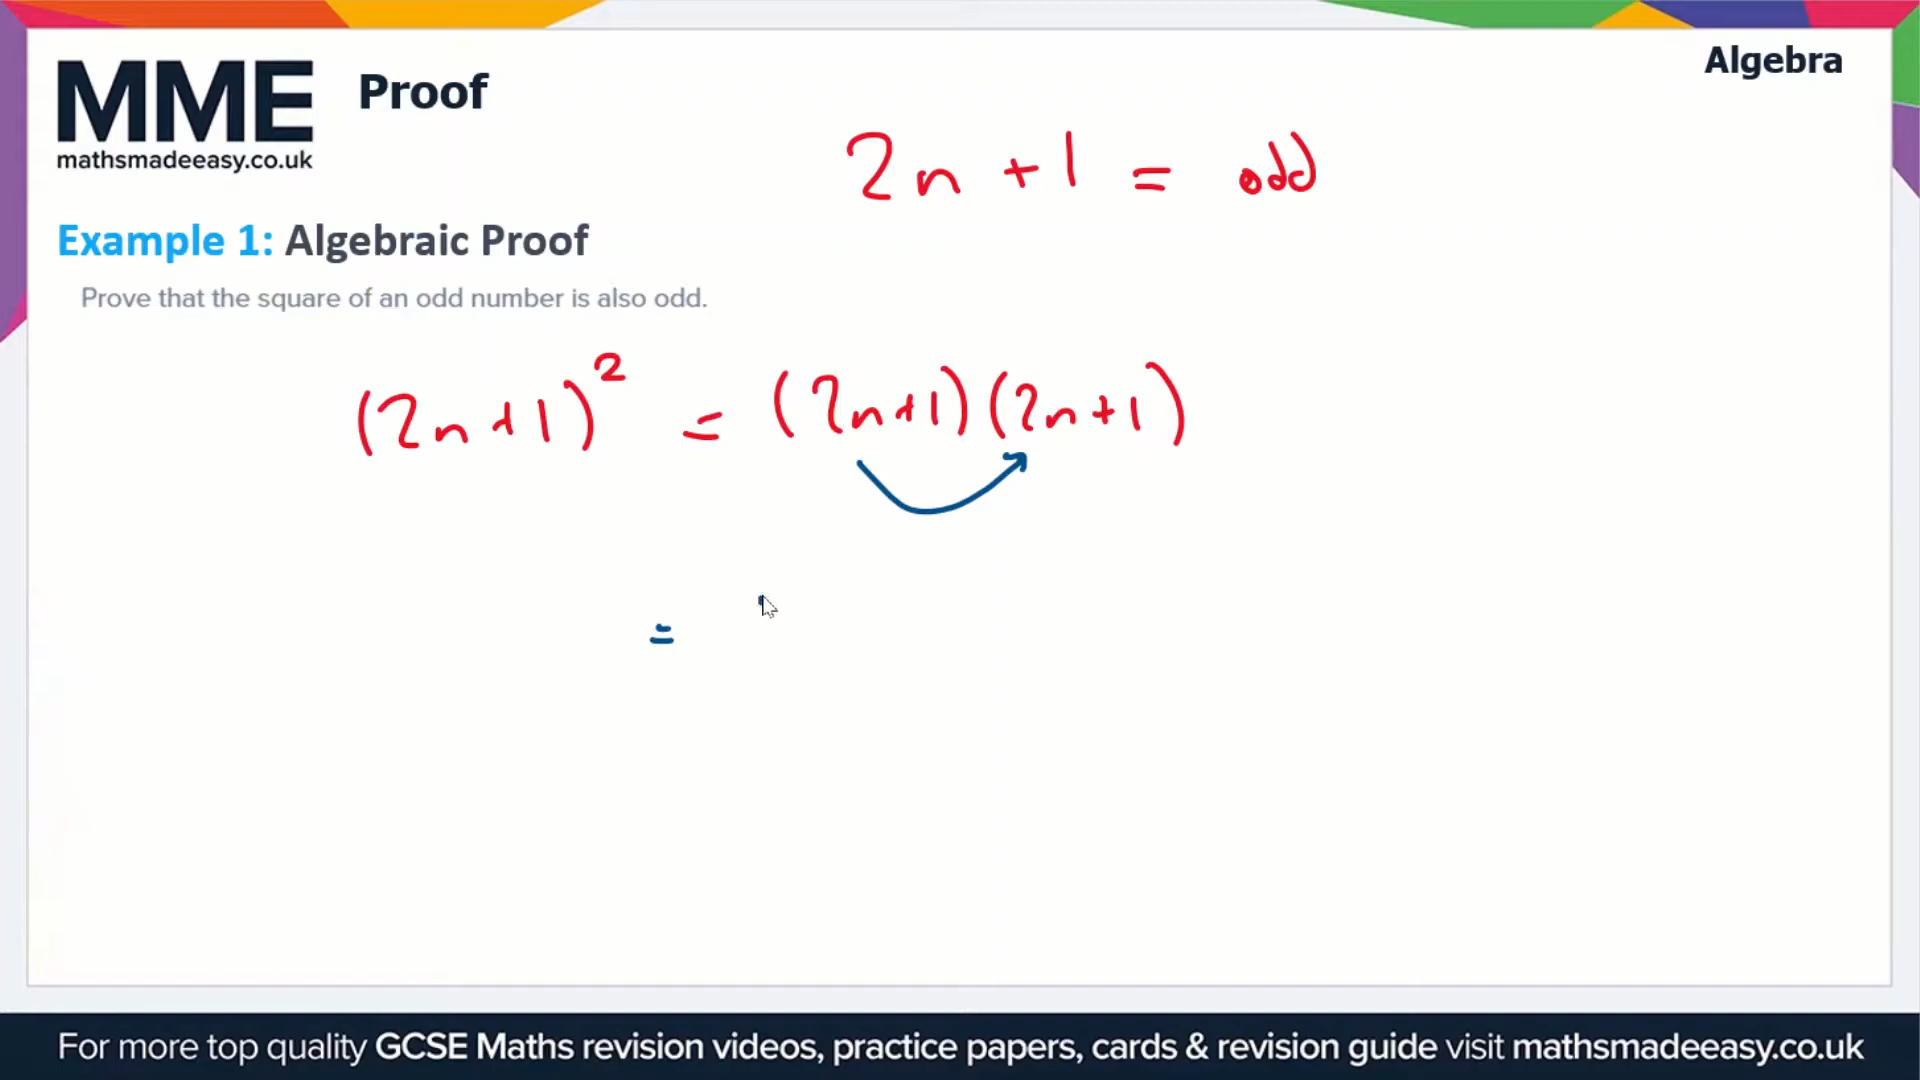 MME Proof Algebra
mathsmadeeasy.co.uk
2n + 1 = odd
Example 1: Algebraic Proof
Prove that the square of an odd number is also odd.
(2n+1)² = (2n+1)(2n+1)
=
For more top quality GCSE Maths revision videos, practice papers, cards & revision guide visit mathsmadeeasy.co.uk